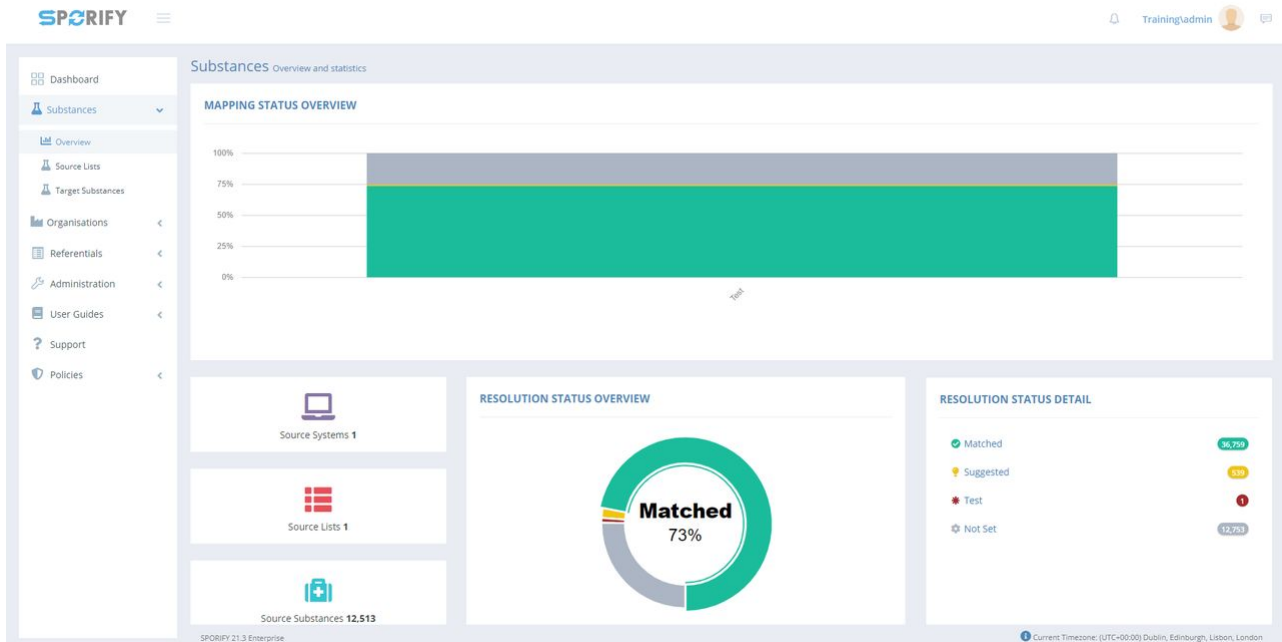 SPORIFY
Training\admin
Dashboard
Substances
Overview
Source Lists
Target Substances
Organisations
Referentials
Administration
User Guides
Support
Policies
Substances Overview and statistics
MAPPING STATUS OVERVIEW
100%
75%
50%
25%
0%
Test
Source Systems 1
Source Lists 1
Source Substances 12,513
RESOLUTION STATUS OVERVIEW
Matched
73%
RESOLUTION STATUS DETAIL
Matched 36,759
Suggested 539
Test 1
Not Set 12,753
SPORIFY 21.3 Enterprise
Current Timezone: (UTC+00:00) Dublin, Edinburgh, Lisbon, London